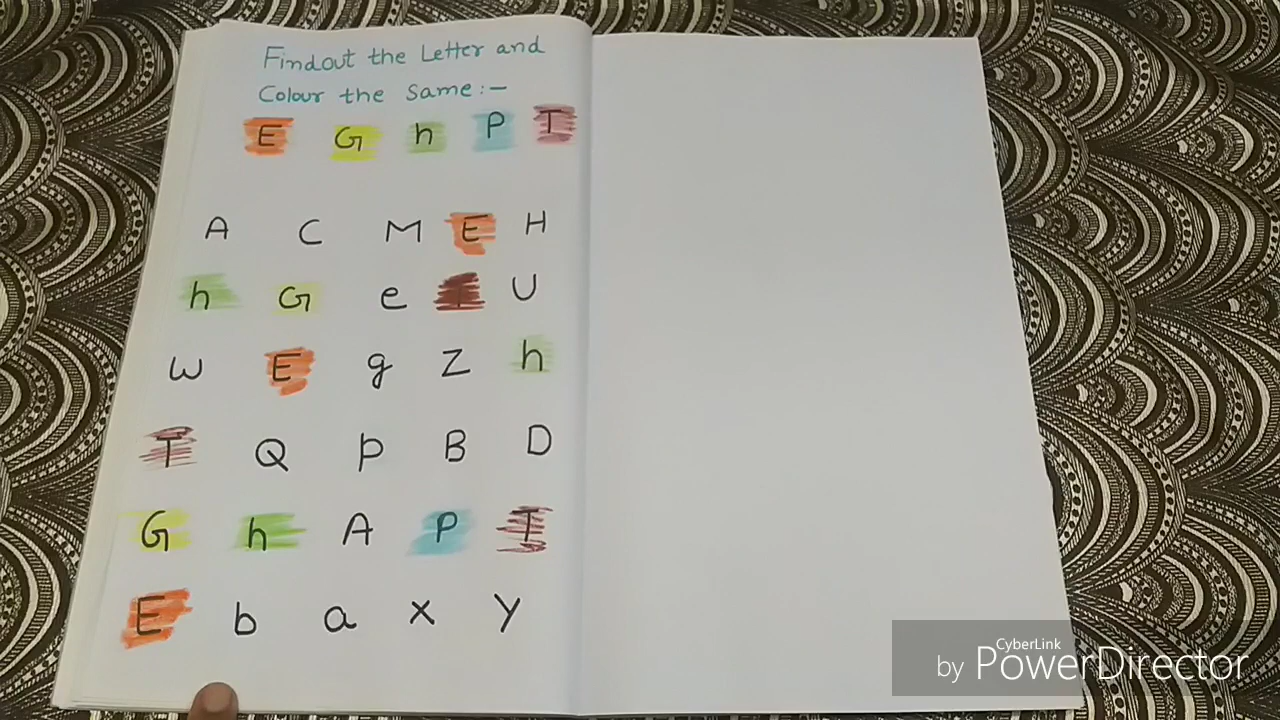 Findout the Letter and
Colour the same:-
E G h P T
A C M E H
h G e T U
w E g Z h
T Q p B D
G h A P T
E b a x y
CyberLink
by PowerDirector